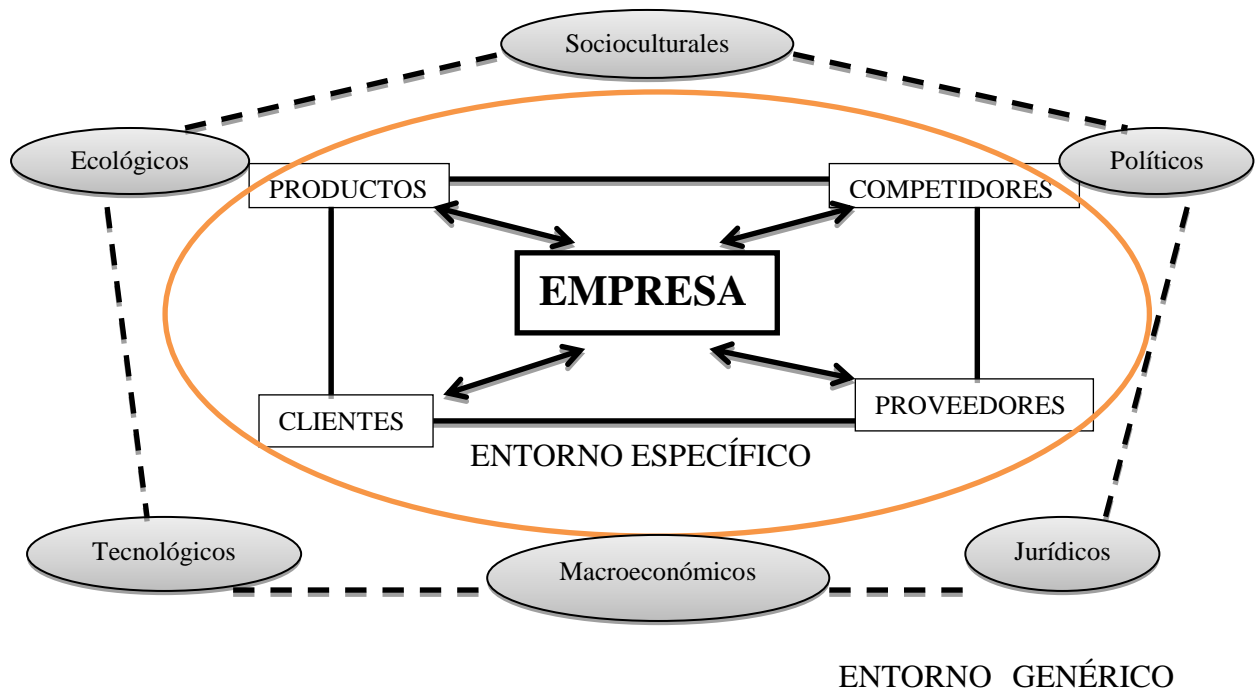 Socioculturales
Ecológicos
Políticos
PRODUCTOS
COMPETIDORES
EMPRESA
CLIENTES
PROVEEDORES
ENTORNO ESPECÍFICO
Tecnológicos
Macroeconómicos
Jurídicos
ENTORNO GENÉRICO